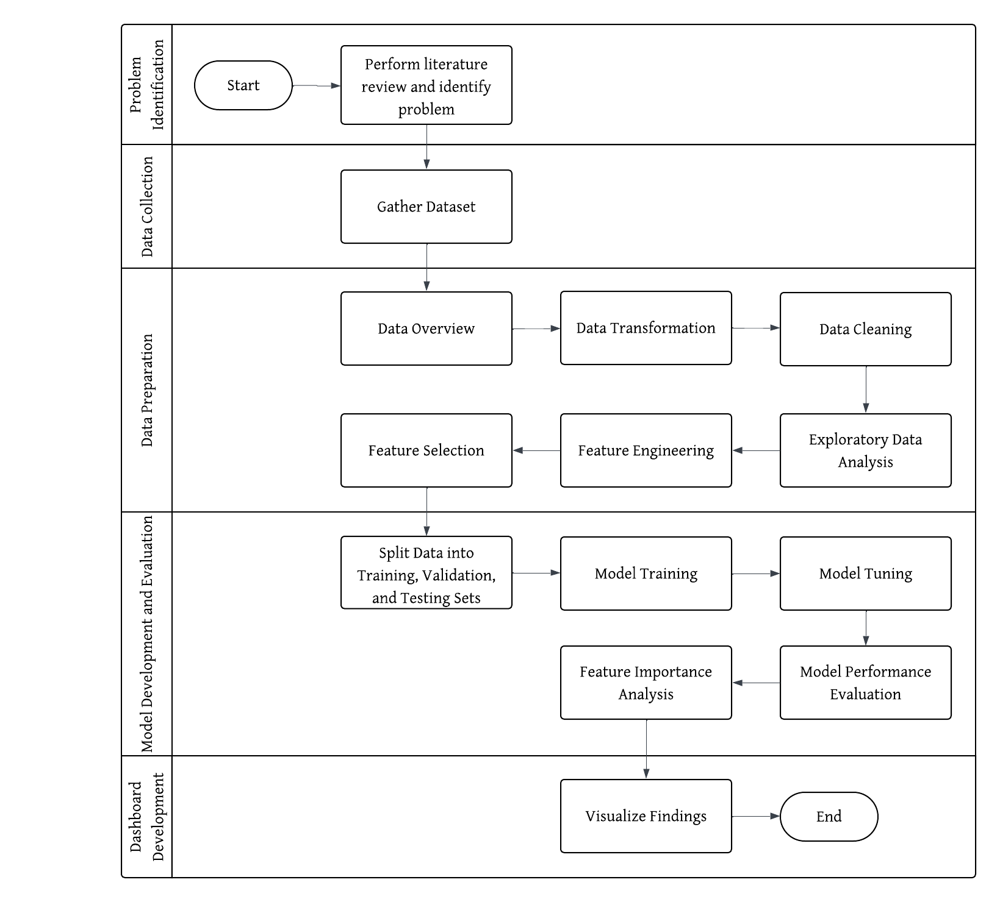 Problem
Identification
Start
Perform literature
review and identify
problem
Data Collection
Gather Dataset
Data Preparation
Data Overview
Data Transformation
Data Cleaning
Exploratory Data
Analysis
Feature Engineering
Feature Selection
Model Development and Evaluation
Split Data into
Training, Validation,
and Testing Sets
Model Training
Model Tuning
Model Performance
Evaluation
Feature Importance
Analysis
Dashboard
Development
Visualize Findings
End